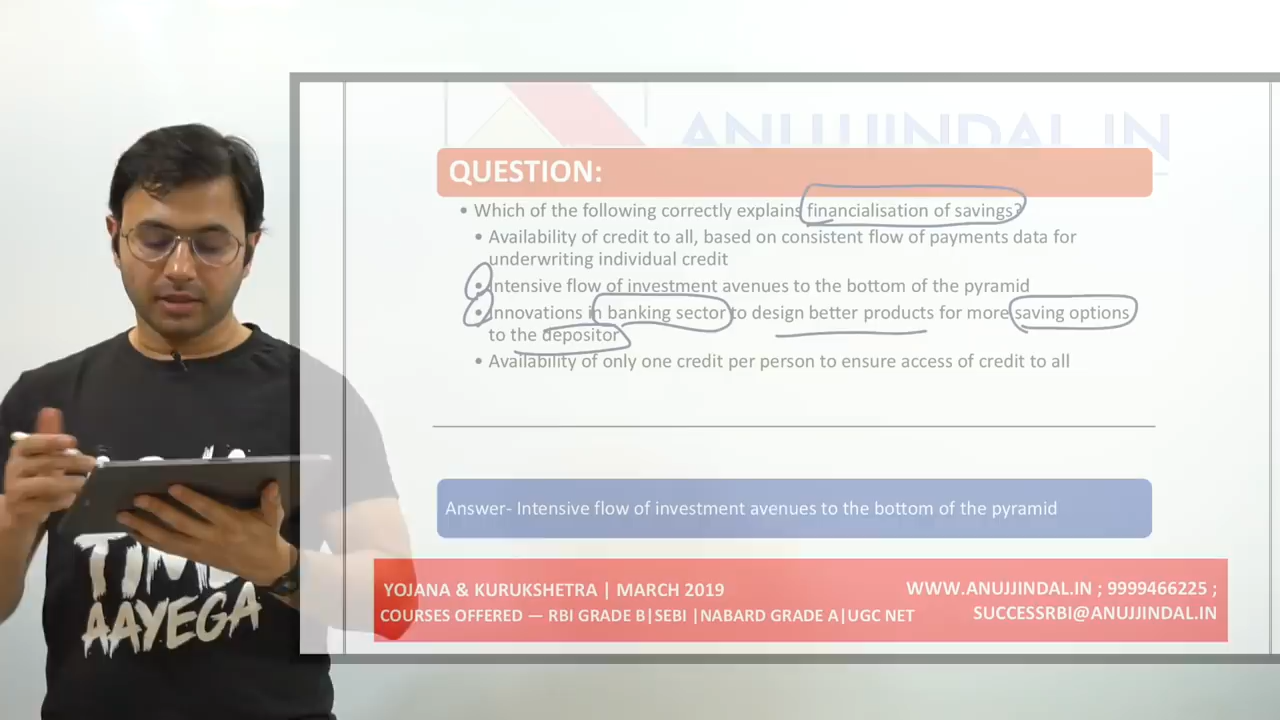 ANUJJINDAL.IN
QUESTION:
• Which of the following correctly explains financialisation of savings?
• Availability of credit to all, based on consistent flow of payments data for
underwriting individual credit
• Intensive flow of investment avenues to the bottom of the pyramid
• Innovations in banking sector to design better products for more saving options
to the depositor
• Availability of only one credit per person to ensure access of credit to all
Answer- Intensive flow of investment avenues to the bottom of the pyramid
TIME
AAYEGA
YOJANA & KURUKSHETRA | MARCH 2019
WWW.ANUJJINDAL.IN ; 9999466225 ;
COURSES OFFERED — RBI GRADE B|SEBI |NABARD GRADE A|UGC NET
SUCCESSRBI@ANUJJINDAL.IN